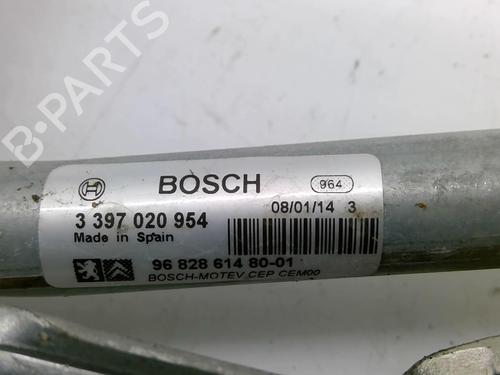 B-PARTS
BOSCH
964
3 397 020 954
08/01/14 3
Made in Spain
96 828 614 80-01
BOSCH-MOTEV CEP CEM00